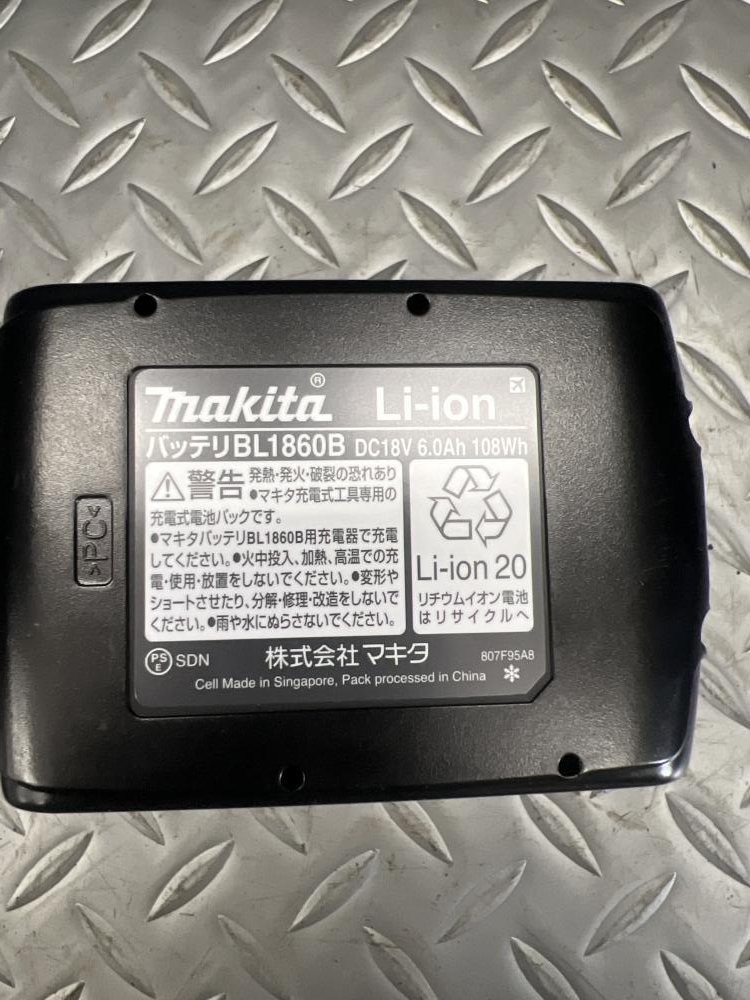 makita® Li-ion
バッテリBL1860B DC18V 6.0Ah 108Wh
警告 発熱・発火・破裂の恐れあり
●マキタ充電式工具専用の
充電式電池パックです。
●マキタバッテリBL1860B用充電器で充電
してください。●火中投入、加熱、高温での充
電・使用・放置をしないでください。●変形や
ショートさせたり、分解・修理・改造をしないで
ください。●雨や水にぬらさないでください。
Li-ion 20
リチウムイオン電池
はリサイクルへ
PSE SDN 株式会社マキタ 807F95A8
Cell Made in Singapore, Pack processed in China
>PC<